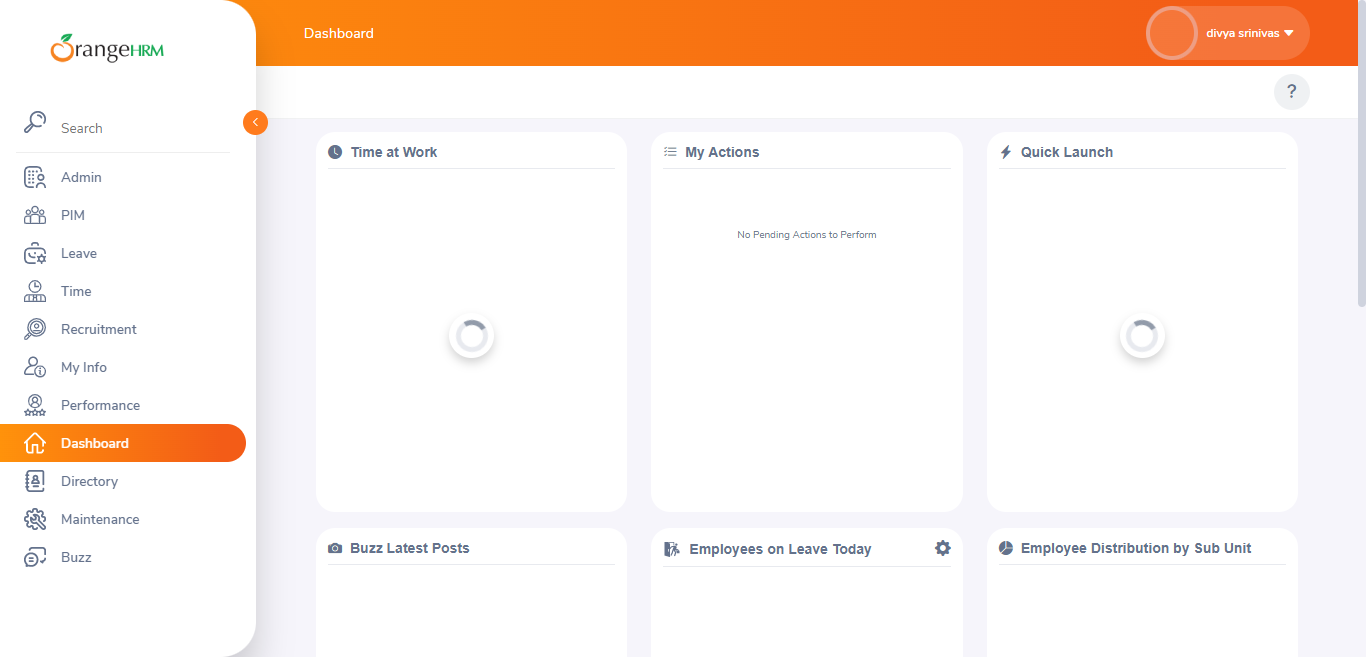 OrangeHRM
Dashboard
divya srinivas
?
Search
Admin
PIM
Leave
Time
Recruitment
My Info
Performance
Dashboard
Directory
Maintenance
Buzz
Time at Work
My Actions
Quick Launch
No Pending Actions to Perform
Buzz Latest Posts
Employees on Leave Today
Employee Distribution by Sub Unit